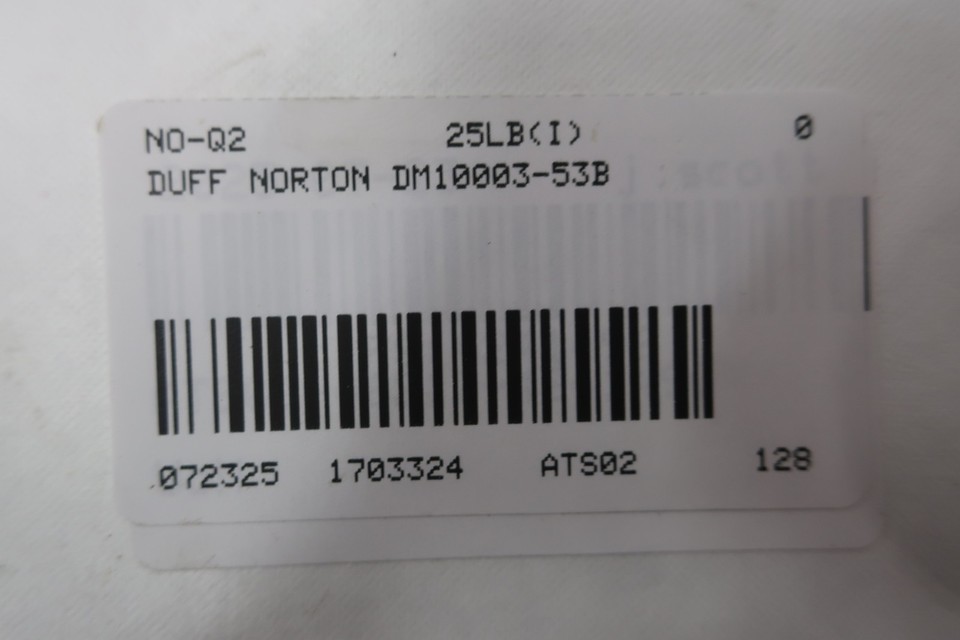 NO-Q2 25LB(I) 0
DUFF NORTON DM10003-53B
072325 1703324 ATS02 128